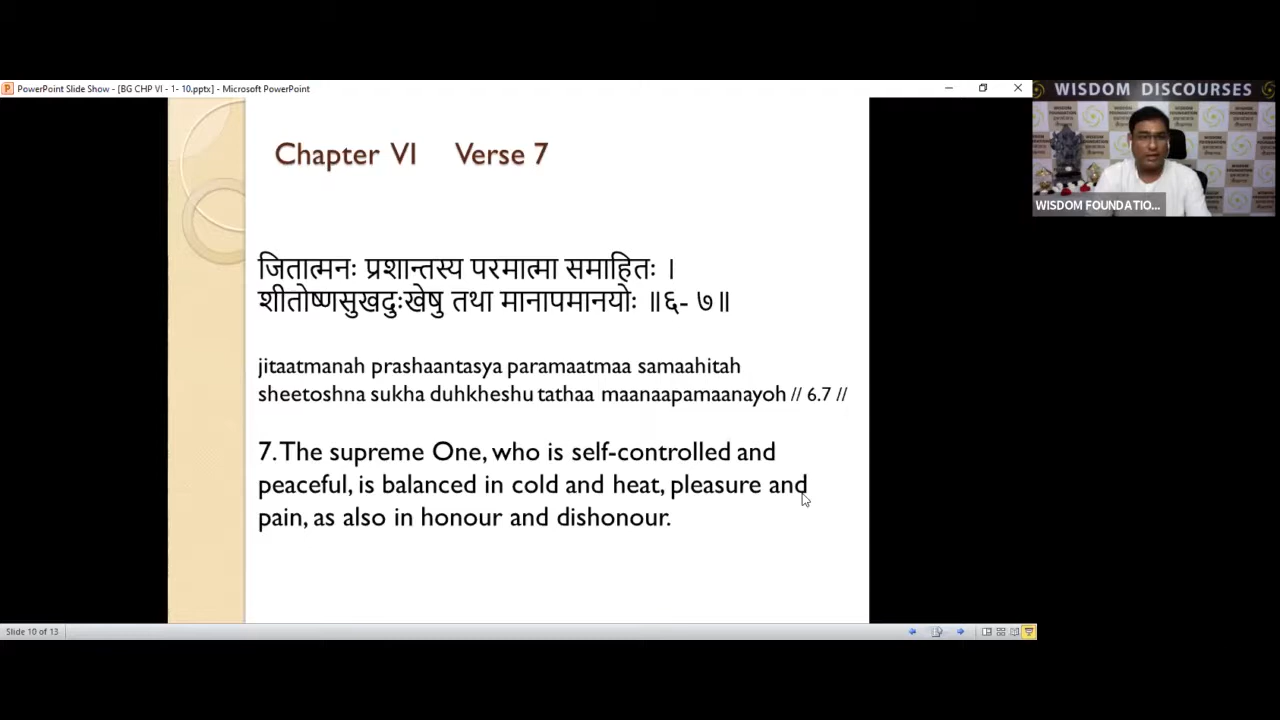 PowerPoint Slide Show - [BG CHP VI - 1- 10.pptx] - Microsoft PowerPoint
WISDOM DISCOURSES
Chapter VI Verse 7
WISDOM FOUNDATIO...
जितात्मनः प्रशान्तस्य परमात्मा समाहितः ।
शीतोष्णसुखदुःखेषु तथा मानापमानयोः ॥६- ७॥
jitaatmanah prashaantasya paramaatmaa samaahitah
sheetoshna sukha duhkheshu tathaa maanaapamaanayoh // 6.7 //
7. The supreme One, who is self-controlled and
peaceful, is balanced in cold and heat, pleasure and
pain, as also in honour and dishonour.
Slide 10 of 13